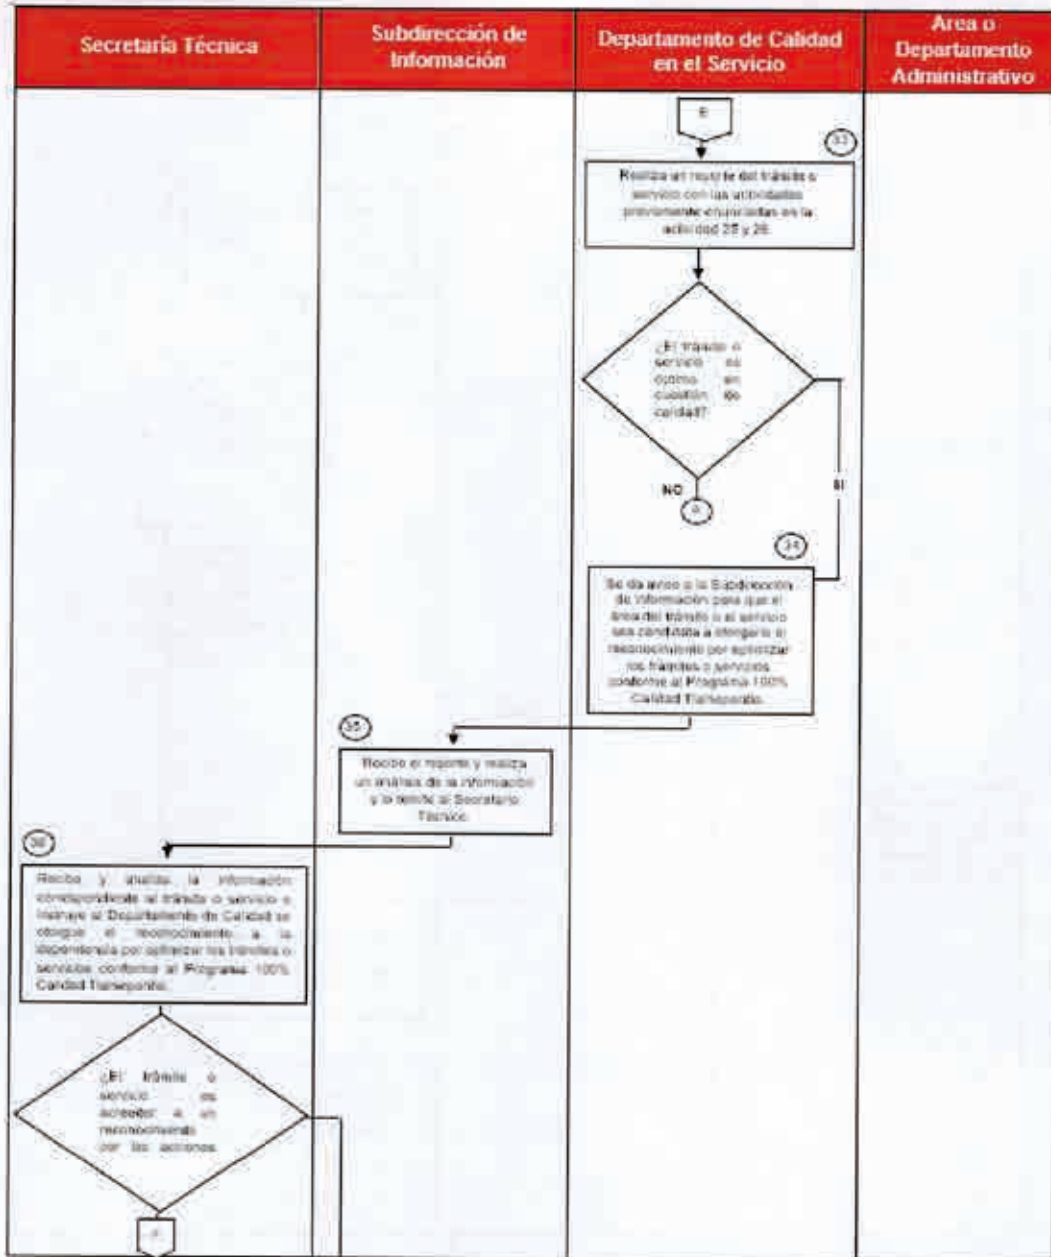 Secretaría Técnica
Subdirección de
Información
Departamento de Calidad
en el Servicio
Area o
Departamento
Administrativo
33
Realiza un reporte del trámite o
servicio con las actividades
previamente enunciadas en la
actividad 25 y 26.
¿El trámite o
servicio es
óptimo en
cuestión de
calidad?
NO
SI
34
Se da aviso a la Subdirección
de Información para que el
área del trámite o el servicio
sea candidata a otorgarle el
reconocimiento por optimizar
los trámites o servicios
conforme al Programa 100%
Calidad
35
Recibe el reporte y realiza
un análisis de la información
y lo remite al Secretario
Técnico.
36
Recibe y analiza la información
correspondiente al trámite o servicio e
instruye al Departamento de Calidad se
otorgue el reconocimiento a la
dependencia por optimizar los trámites o
servicios conforme al Programa 100%
Calidad
¿El trámite o
servicio es
acreedor a un
reconocimiento
por las acciones